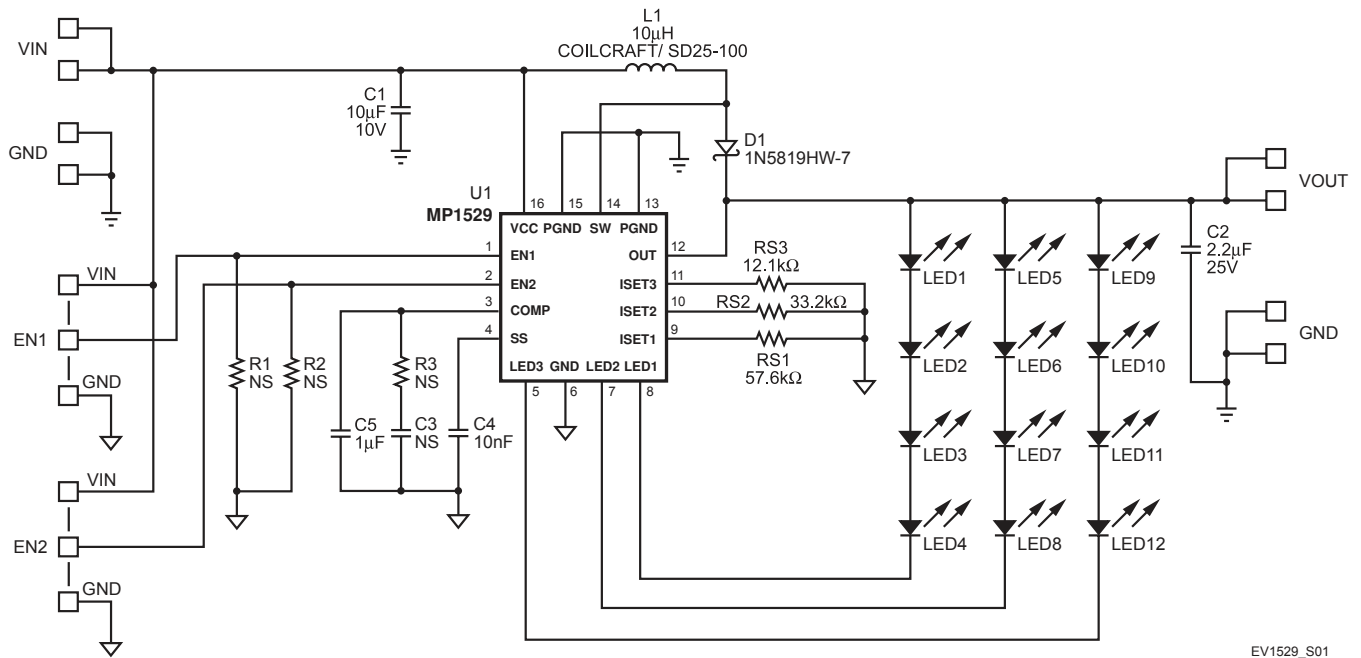 L1
10µH
COILCRAFT/ SD25-100
VIN
C1
10µF
10V
GND
D1
1N5819HW-7
VOUT
U1
MP1529
16
15
14
13
VCC
PGND
SW
PGND
1
EN1
OUT
12
2
EN2
ISET3
11
3
COMP
ISET2
10
4
SS
ISET1
9
LED3
GND
LED2
LED1
5
6
7
8
RS3
12.1kΩ
RS2
33.2kΩ
RS1
57.6kΩ
C2
2.2µF
25V
GND
VIN
EN1
GND
R1
NS
R2
NS
R3
NS
C5
1µF
C3
NS
C4
10nF
VIN
EN2
GND
LED1
LED5
LED9
LED2
LED6
LED10
LED3
LED7
LED11
LED4
LED8
LED12
EV1529_S01